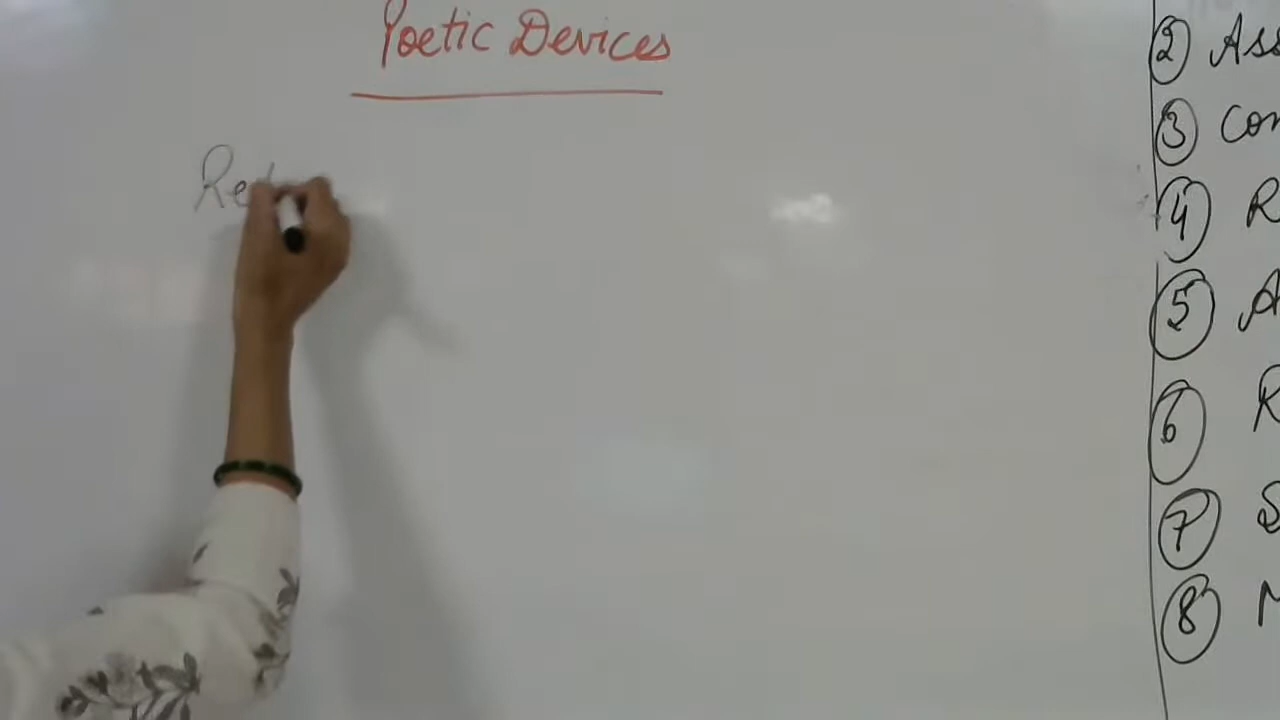 Poetic Devices
Re
② Ass
③ Con
④ R
⑤ A
⑥ R
⑦ S
⑧